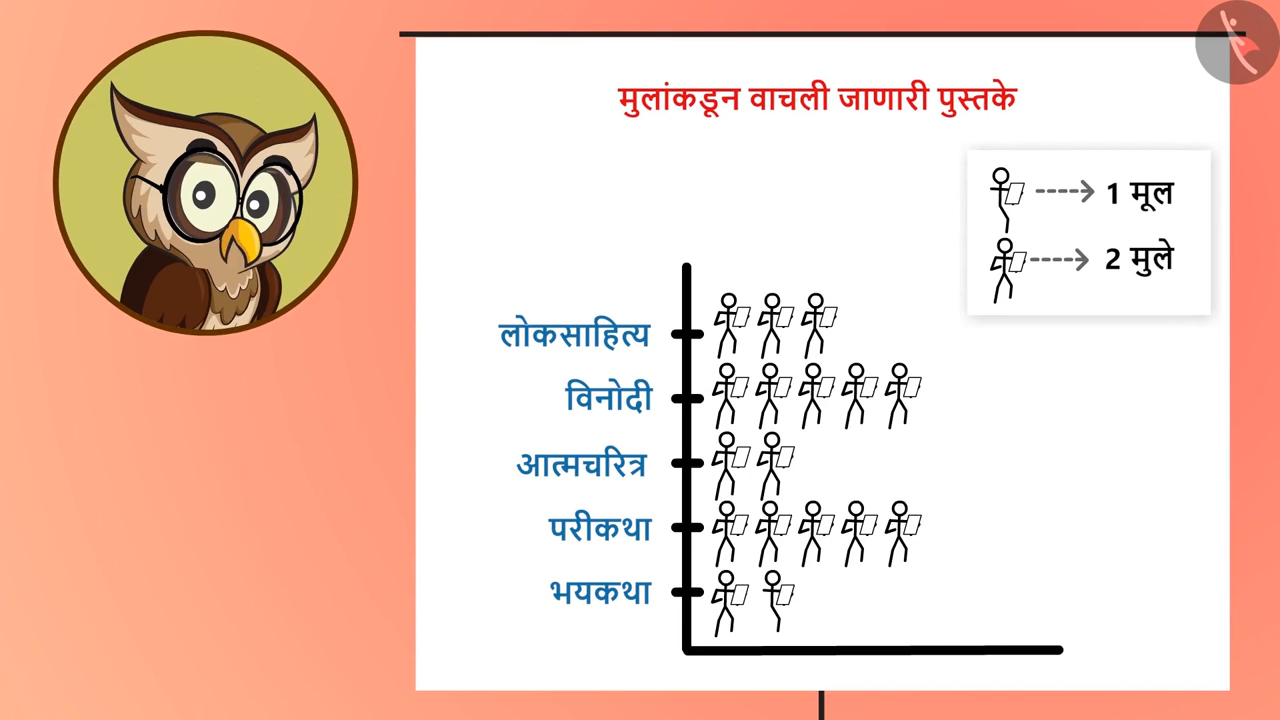 मुलांकडून वाचली जाणारी पुस्तके
1 मूल
2 मुले
लोकसाहित्य
विनोदी
आत्मचरित्र
परीकथा
भयकथा